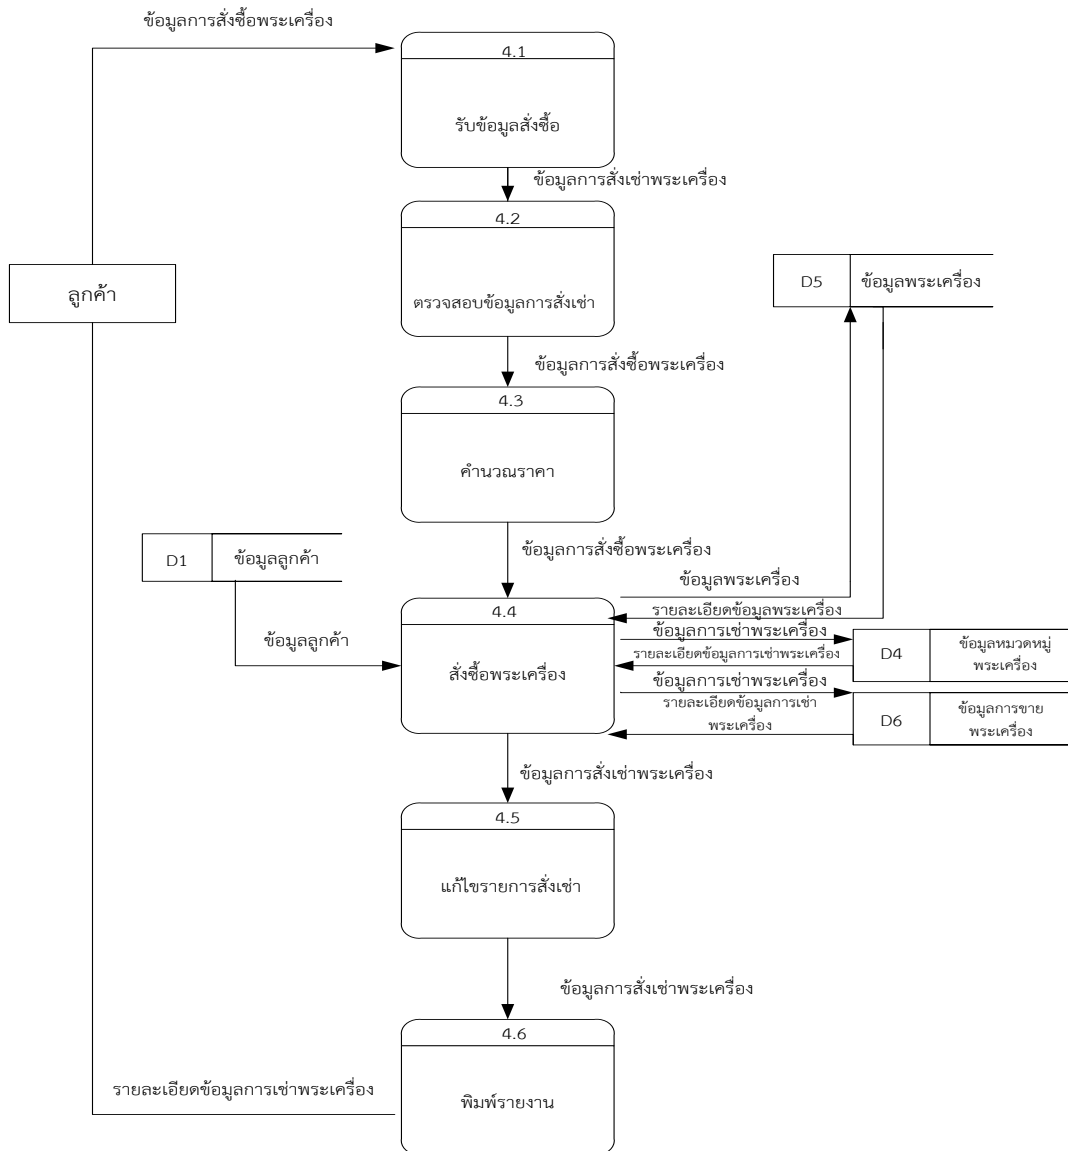 ข้อมูลการสั่งซื้อพระเครื่อง
4.1
รับข้อมูลสั่งซื้อ
ข้อมูลการสั่งเช่าพระเครื่อง
4.2
ตรวจสอบข้อมูลการสั่งเช่า
ลูกค้า
D5
ข้อมูลพระเครื่อง
ข้อมูลการสั่งซื้อพระเครื่อง
4.3
คำนวณราคา
ข้อมูลการสั่งซื้อพระเครื่อง
D1
ข้อมูลลูกค้า
ข้อมูลลูกค้า
4.4
สั่งซื้อพระเครื่อง
ข้อมูลพระเครื่อง
รายละเอียดข้อมูลพระเครื่อง
ข้อมูลการเช่าพระเครื่อง
รายละเอียดข้อมูลการเช่าพระเครื่อง
D4
ข้อมูลหมวดหมู่
พระเครื่อง
ข้อมูลการเช่าพระเครื่อง
รายละเอียดข้อมูลการเช่า
พระเครื่อง
D6
ข้อมูลการขาย
พระเครื่อง
ข้อมูลการสั่งเช่าพระเครื่อง
4.5
แก้ไขรายการสั่งเช่า
ข้อมูลการสั่งเช่าพระเครื่อง
4.6
พิมพ์รายงาน
รายละเอียดข้อมูลการเช่าพระเครื่อง